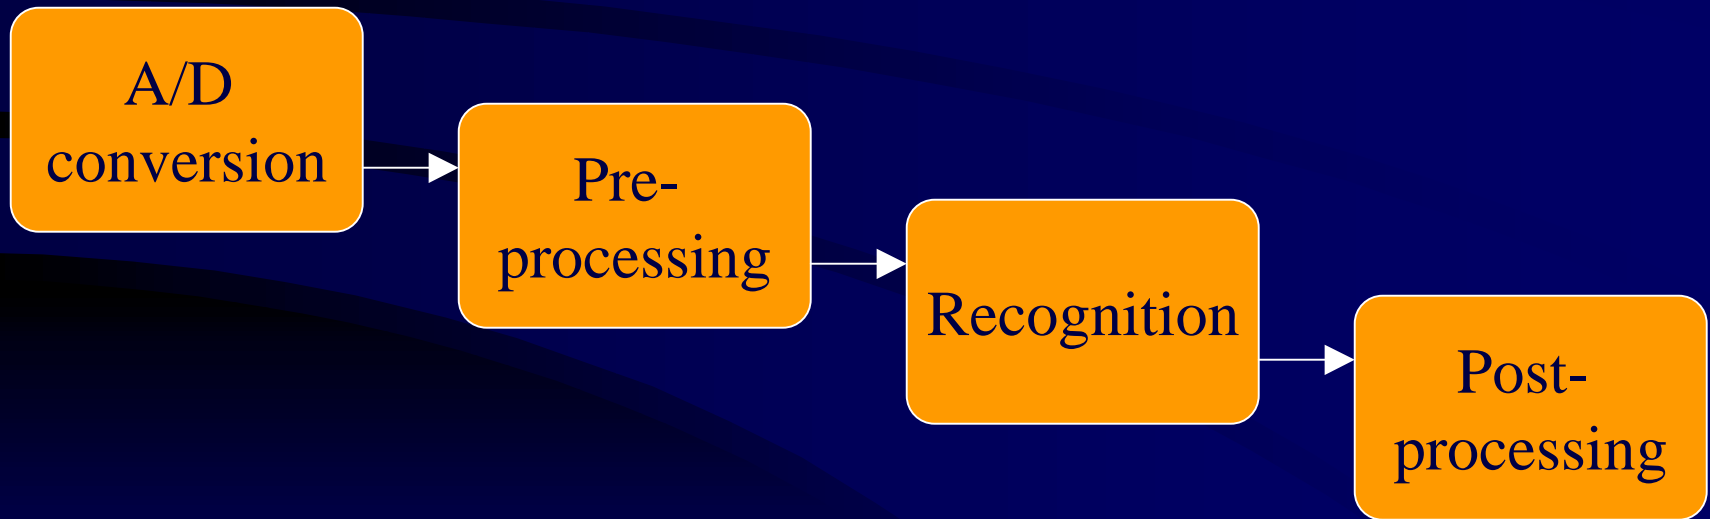 A/D
conversion
Pre-
processing
Recognition
Post-
processing